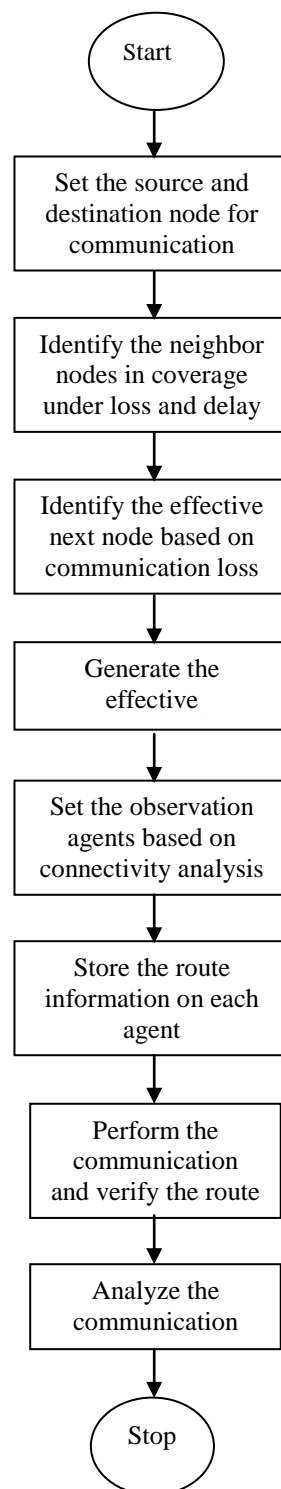 Start
Set the source and
destination node for
communication
Identify the neighbor
nodes in coverage
under loss and delay
Identify the effective
next node based on
communication loss
Generate the
effective
Set the observation
agents based on
connectivity analysis
Store the route
information on each
agent
Perform the
communication
and verify the route
Analyze the
communication
Stop